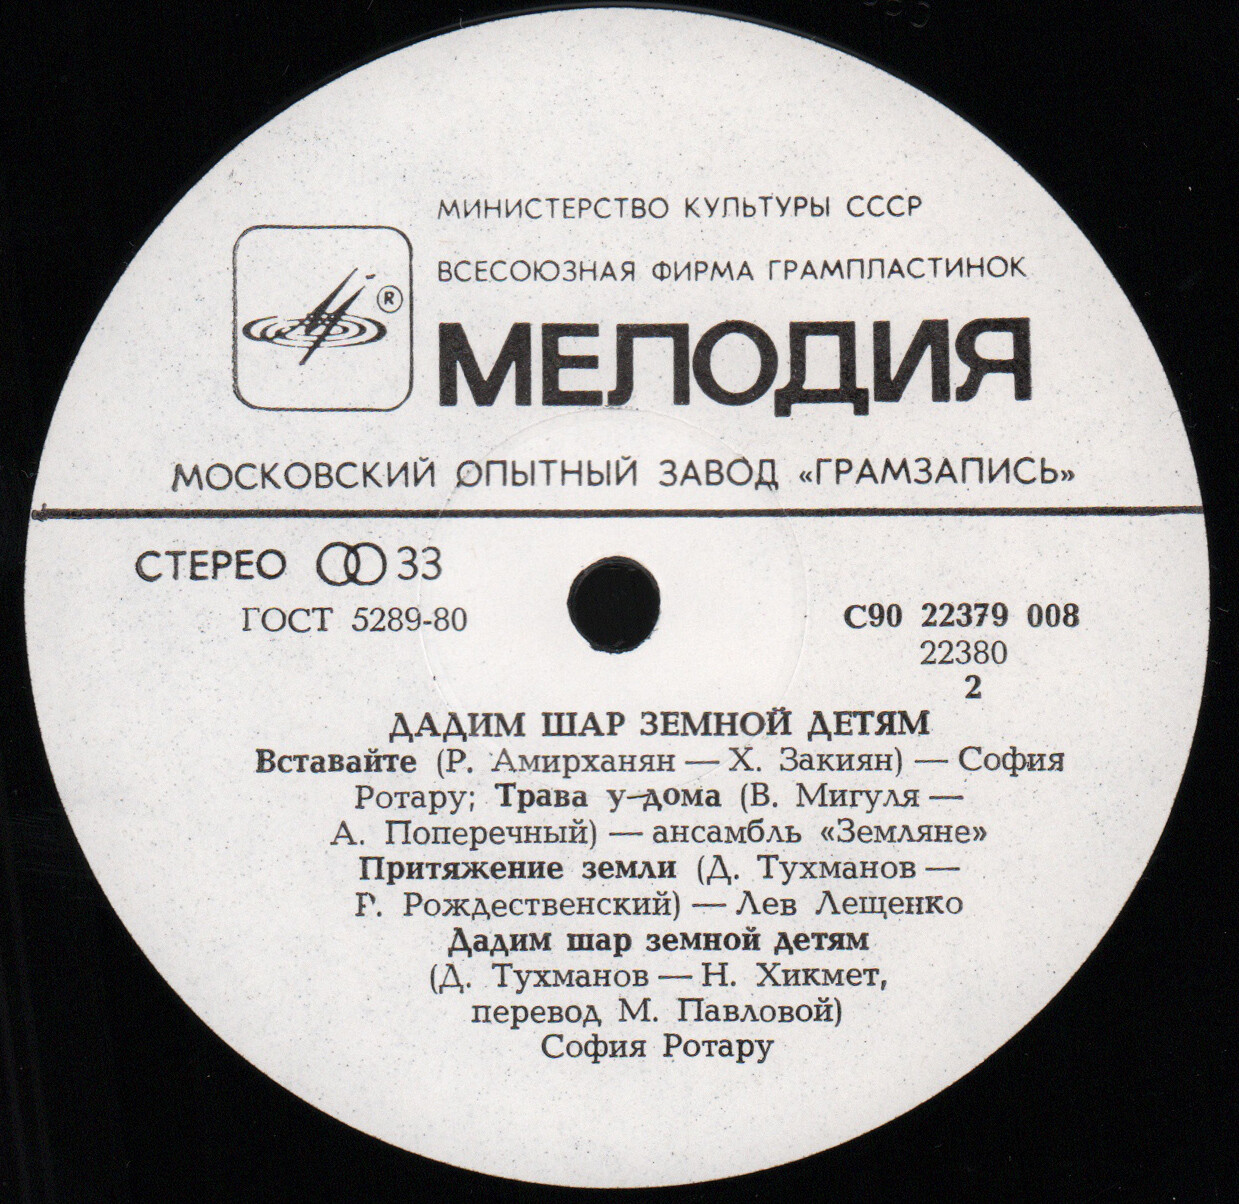 МИНИСТЕРСТВО КУЛЬТУРЫ СССР
ВСЕСОЮЗНАЯ ФИРМА ГРАМПЛАСТИНОК
®
МЕЛОДИЯ
МОСКОВСКИЙ ОПЫТНЫЙ ЗАВОД «ГРАМЗАПИСЬ»
СТЕРЕО 33
ГОСТ 5289-80
С90 22379 008
22380
2
ДАДИМ ШАР ЗЕМНОЙ ДЕТЯМ
Вставайте (Р. Амирханян — Х. Закиян) — София
Ротару; Трава у дома (В. Мигуля —
А. Поперечный) — ансамбль «Земляне»
Притяжение земли (Д. Тухманов —
Р. Рождественский) — Лев Лещенко
Дадим шар земной детям
(Д. Тухманов — Н. Хикмет,
перевод М. Павловой)
София Ротару